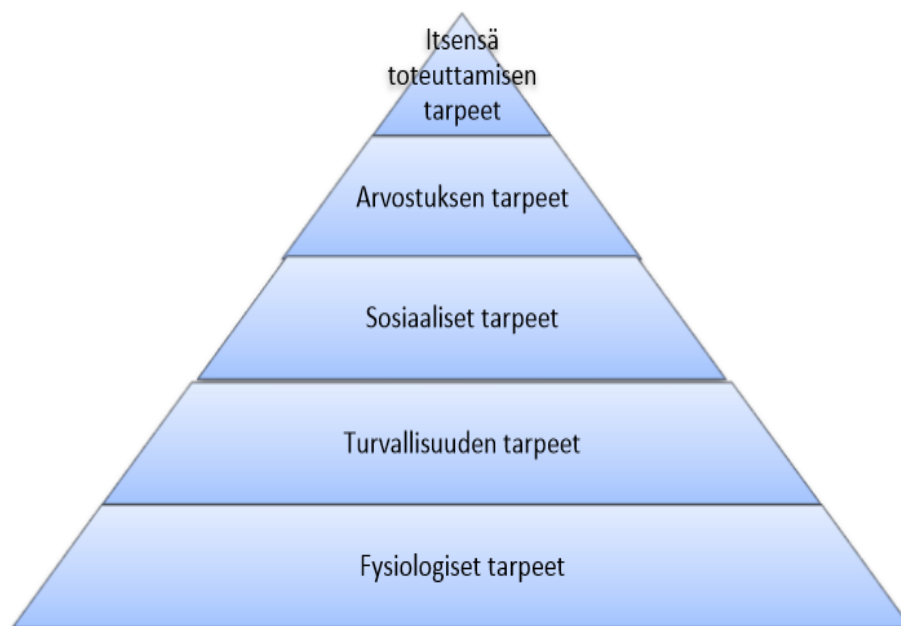 Itsensä
toteuttamisen
tarpeet
Arvostuksen tarpeet
Sosiaaliset tarpeet
Turvallisuuden tarpeet
Fysiologiset tarpeet